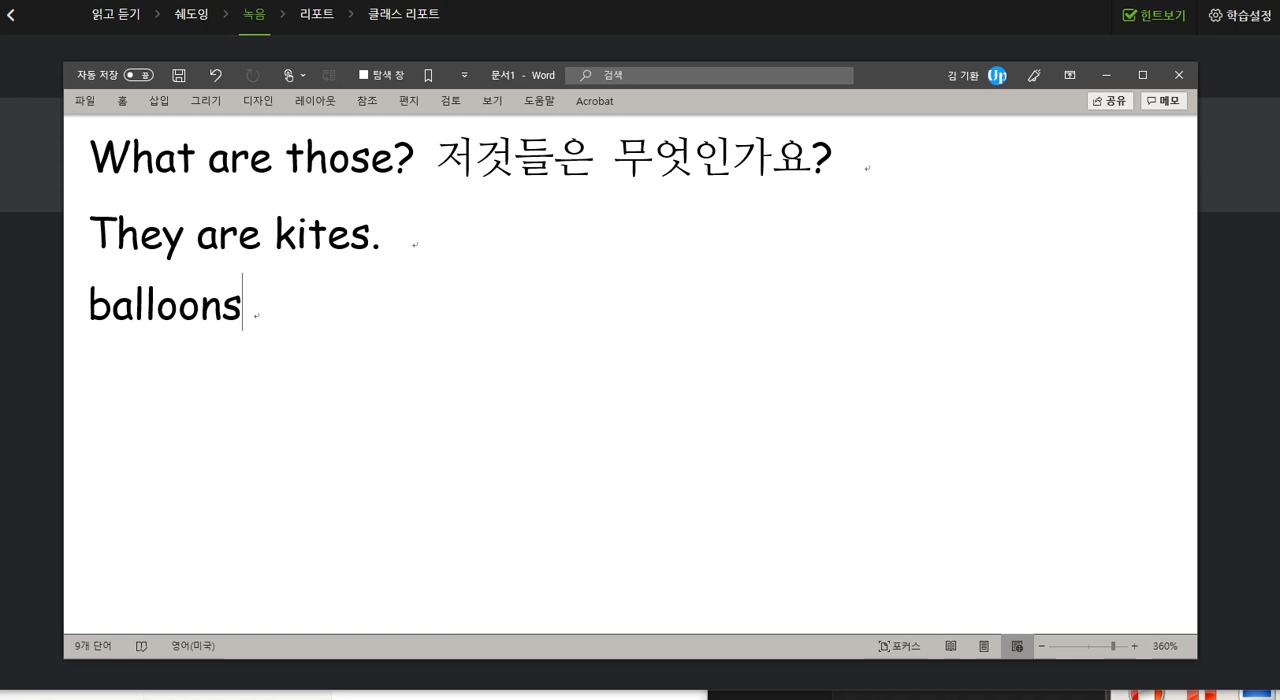 읽고 듣기 > 쉐도잉 > 녹음 > 리포트 > 클래스 리포트 힌트보기 학습설정
자동 저장 끔 탐색 창 문서1 - Word 검색 김 기환 Up
파일 홈 삽입 그리기 디자인 레이아웃 참조 편지 검토 보기 도움말 Acrobat 공유 메모
What are those? 저것들은 무엇인가요?
They are kites.
balloons
9개 단어 영어(미국) 포커스 360%